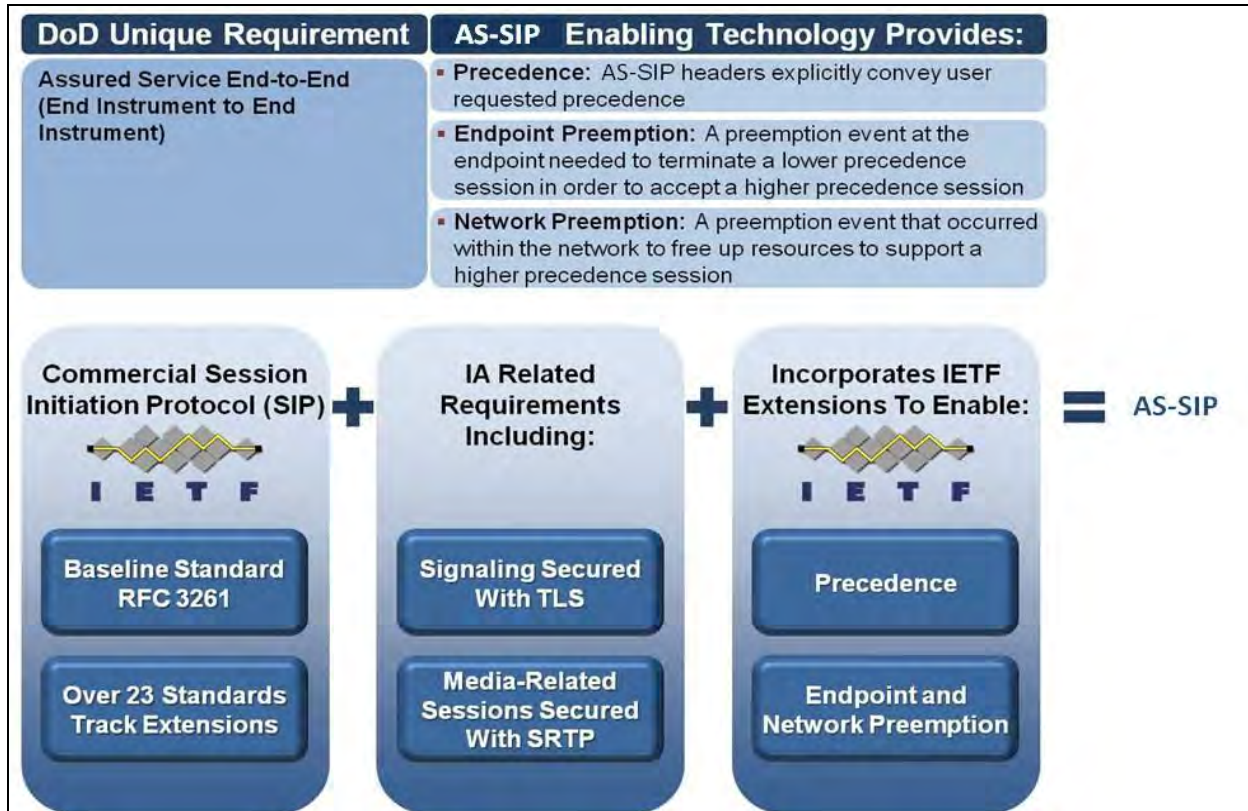 DoD Unique Requirement
AS-SIP Enabling Technology Provides:
Assured Service End-to-End
(End Instrument to End
Instrument)
▪ Precedence: AS-SIP headers explicitly convey user
requested precedence
▪ Endpoint Preemption: A preemption event at the
endpoint needed to terminate a lower precedence
session in order to accept a higher precedence session
▪ Network Preemption: A preemption event that occurred
within the network to free up resources to support a
higher precedence session
Commercial Session
Initiation Protocol (SIP)
I E T F
Baseline Standard
RFC 3261
Over 23 Standards
Track Extensions
+
IA Related
Requirements
Including:
Signaling Secured
With TLS
Media-Related
Sessions Secured
With SRTP
+
Incorporates IETF
Extensions To Enable:
I E T F
Precedence
Endpoint and
Network Preemption
=
AS-SIP